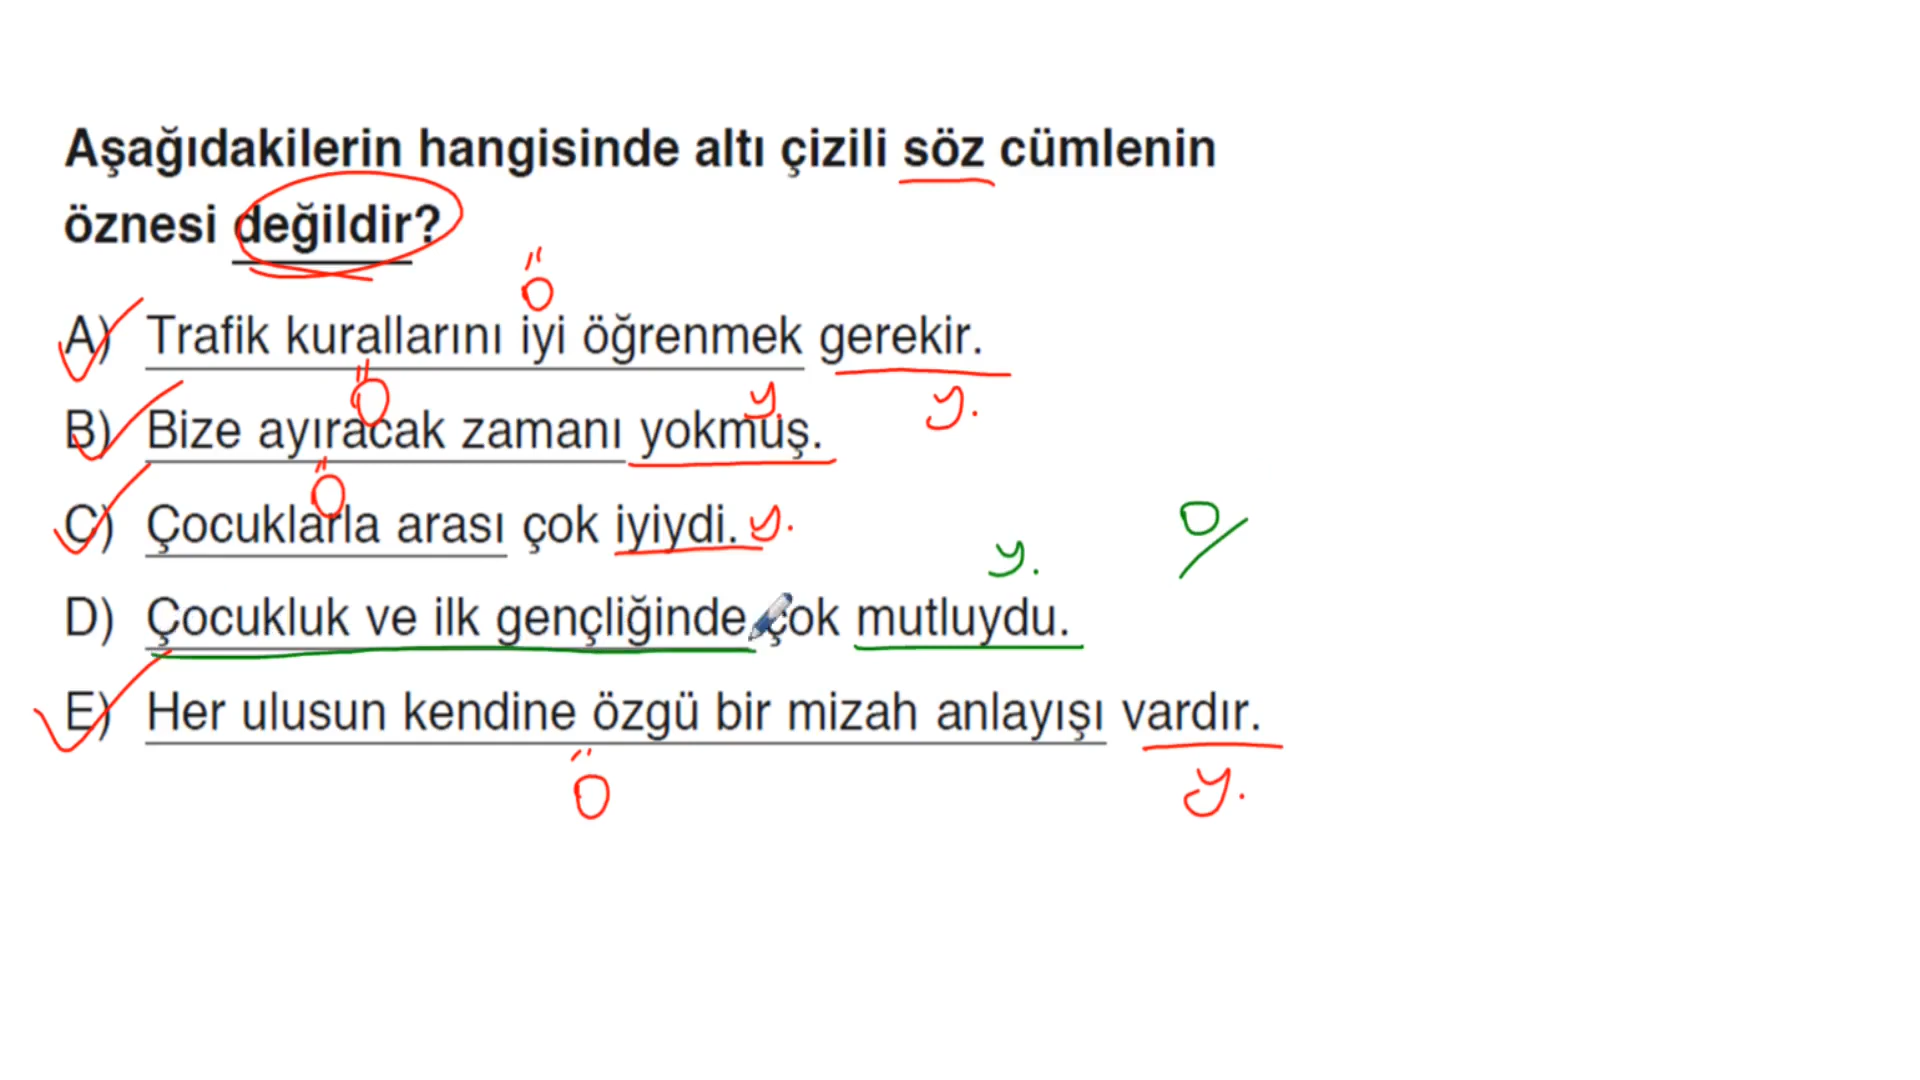 Aşağıdakilerin hangisinde altı çizili söz cümlenin
öznesi değildir?
Ö
A) Trafik kurallarını iyi öğrenmek gerekir.
Ö y. y.
B) Bize ayıracak zamanı yokmuş.
Ö
C) Çocuklarla arası çok iyiydi. y.
y. O
D) Çocukluk ve ilk gençliğinde çok mutluydu.
E) Her ulusun kendine özgü bir mizah anlayışı vardır.
Ö y.